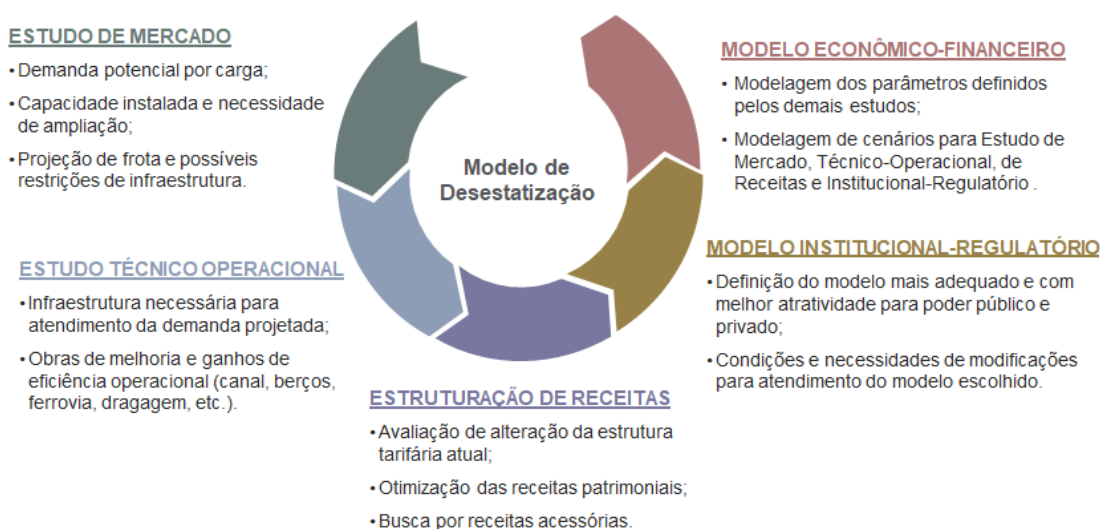 ESTUDO DE MERCADO
• Demanda potencial por carga;
• Capacidade instalada e necessidade
de ampliação;
• Projeção de frota e possíveis
restrições de infraestrutura.
ESTUDO TÉCNICO OPERACIONAL
• Infraestrutura necessária para
atendimento da demanda projetada;
• Obras de melhoria e ganhos de
eficiência operacional (canal, berços,
ferrovia, dragagem, etc.).
Modelo de
Desestatização
ESTRUTURAÇÃO DE RECEITAS
• Avaliação de alteração da estrutura
tarifária atual;
• Otimização das receitas patrimoniais;
• Busca por receitas acessórias.
MODELO ECONÔMICO-FINANCEIRO
• Modelagem dos parâmetros definidos
pelos demais estudos;
• Modelagem de cenários para Estudo de
Mercado, Técnico-Operacional, de
Receitas e Institucional-Regulatório .
MODELO INSTITUCIONAL-REGULATÓRIO
• Definição do modelo mais adequado e com
melhor atratividade para poder público e
privado;
• Condições e necessidades de modificações
para atendimento do modelo escolhido.